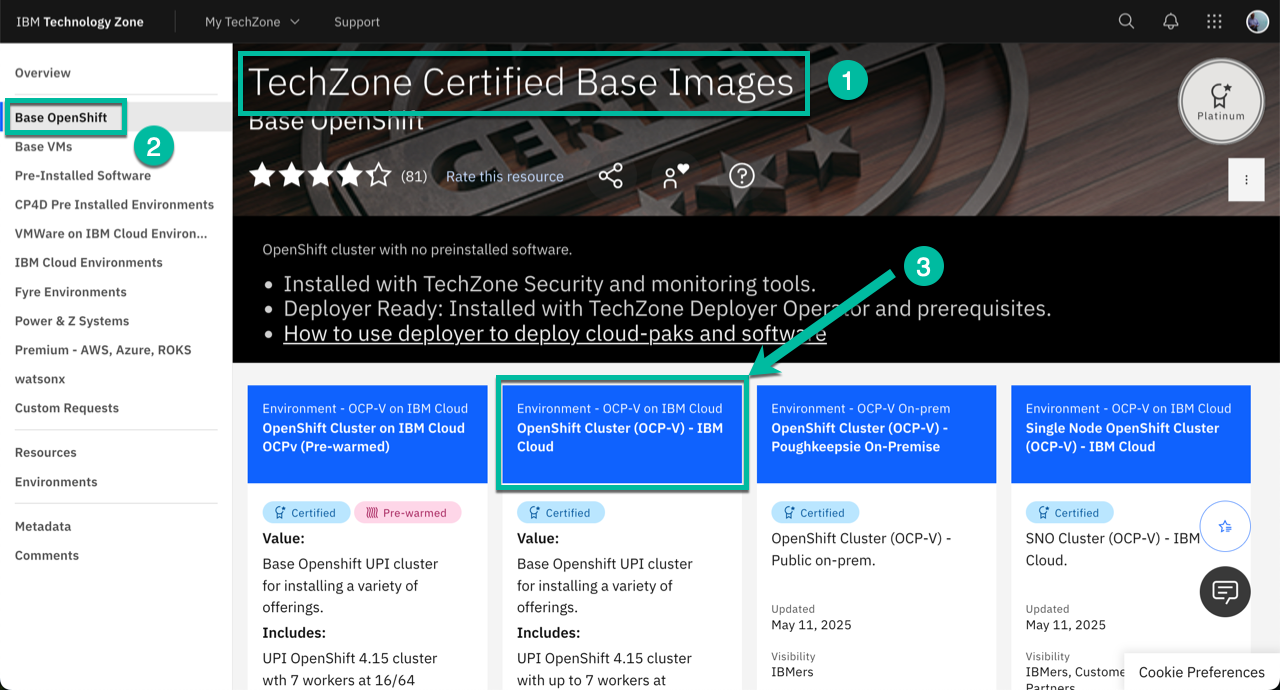 IBM Technology Zone
My TechZone
Support
Overview
Base OpenShift
Base VMs
Pre-Installed Software
CP4D Pre Installed Environments
VMWare on IBM Cloud Environ...
IBM Cloud Environments
Fyre Environments
Power & Z Systems
Premium - AWS, Azure, ROKS
watsonx
Custom Requests
Resources
Environments
Metadata
Comments
2
TechZone Certified Base Images
1
Base OpenShift
CERTIFIE
Platinum
(81)
Rate this resource
?
OpenShift cluster with no preinstalled software.
• Installed with TechZone Security and monitoring tools.
• Deployer Ready: Installed with TechZone Deployer Operator and prerequisites.
• How to use deployer to deploy cloud-paks and software
3
Environment - OCP-V on IBM Cloud
OpenShift Cluster on IBM Cloud
OCPv (Pre-warmed)
Certified
Pre-warmed
Value:
Base Openshift UPI cluster
for installing a variety of
offerings.
Includes:
UPI OpenShift 4.15 cluster
wth 7 workers at 16/64
Environment - OCP-V on IBM Cloud
OpenShift Cluster (OCP-V) - IBM
Cloud
Certified
Value:
Base Openshift UPI cluster
for installing a variety of
offerings.
Includes:
UPI OpenShift 4.15 cluster
with up to 7 workers at
Environment - OCP-V On-prem
OpenShift Cluster (OCP-V) -
Poughkeepsie On-Premise
Certified
OpenShift Cluster (OCP-V) -
Public on-prem.
Updated
May 11, 2025
Visibility
IBMers
Environment - OCP-V on IBM Cloud
Single Node OpenShift Cluster
(OCP-V) - IBM Cloud
Certified
SNO Cluster (OCP-V) - IBM
Cloud.
Updated
May 11, 2025
Visibility
IBMers, Custome
Partners
Cookie Preferences